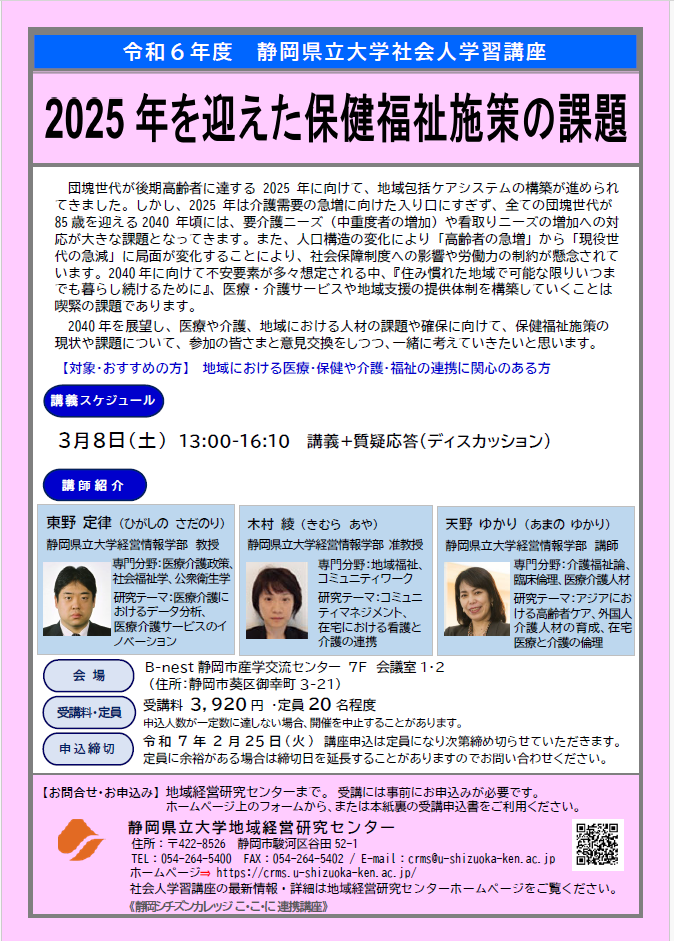 令和６年度　静岡県立大学社会人学習講座
2025 年を迎えた保健福祉施策の課題
団塊世代が後期高齢者に達する 2025 年に向けて、地域包括ケアシステムの構築が進められ
てきました。しかし、2025 年は介護需要の急増に向けた入り口にすぎず、全ての団塊世代が
85 歳を迎える 2040 年頃には、要介護ニーズ（中重度者の増加）や看取りニーズの増加への対
応が大きな課題となってきます。また、人口構造の変化により「高齢者の急増」から「現役世
代の急減」に局面が変化することにより、社会保障制度への影響や労働力の制約が懸念されて
います。2040 年に向けて不安要素が多々想定される中、『住み慣れた地域で可能な限りいつま
でも暮らし続けるために』、医療・介護サービスや地域支援の提供体制を構築していくことは
喫緊の課題であります。
2040 年を展望し、医療や介護、地域における人材の課題や確保に向けて、保健福祉施策の
現状や課題について、参加の皆さまと意見交換をしつつ、一緒に考えていきたいと思います。
【対象・おすすめの方】 地域における医療・保健や介護・福祉の連携に関心のある方
講義スケジュール
３月８日（土） 13:00-16:10 講義＋質疑応答（ディスカッション）
講師紹介
東野 定律（ひがしの さだのり）
静岡県立大学経営情報学部 教授
専門分野：医療介護政策、
社会福祉学、公衆衛生学
研究テーマ：医療介護に
おけるデータ分析、
医療介護サービスのイ
ノベーション
木村 綾（きむら あや）
静岡県立大学経営情報学部 准教授
専門分野：地域福祉、
コミュニティワーク
研究テーマ：コミュニ
ティマネジメント、
在宅における看護と
介護の連携
天野 ゆかり（あまの ゆかり）
静岡県立大学経営情報学部 講師
専門分野：介護福祉論、
臨床倫理、医療介護人材
研究テーマ：アジアにおけ
る高齢者ケア、外国人
介護人材の育成、在宅
医療と介護の倫理
会 場
B-nest 静岡市産学交流センター 7F 会議室 1・2
（住所：静岡市葵区御幸町 3-21）
受講料・定員
受講料 3,920 円 ・定員 20 名程度
申込人数が一定数に達しない場合、開催を中止することがあります。
申込締切
令和 7 年 2 月 25 日（火） 講座申込は定員になり次第締め切らせていただきます。
定員に余裕がある場合は締切日を延長することがありますのでお問い合わせください。
【お問合せ・お申込み】 地域経営研究センターまで。 受講には事前にお申込みが必要です。
ホームページ上のフォームから、または本紙裏の受講申込書をご利用ください。
静岡県立大学地域経営研究センター
住所：〒422-8526 静岡市駿河区谷田 52-1
TEL：054-264-5400 FAX：054-264-5402 / E-mail：crms@u-shizuoka-ken.ac.jp
ホームページ⇒ https://crms.u-shizuoka-ken.ac.jp/
社会人学習講座の最新情報・詳細は地域経営研究センターホームページをご覧ください。
《静岡シチズンカレッジ こ・こ・に 連携講座》